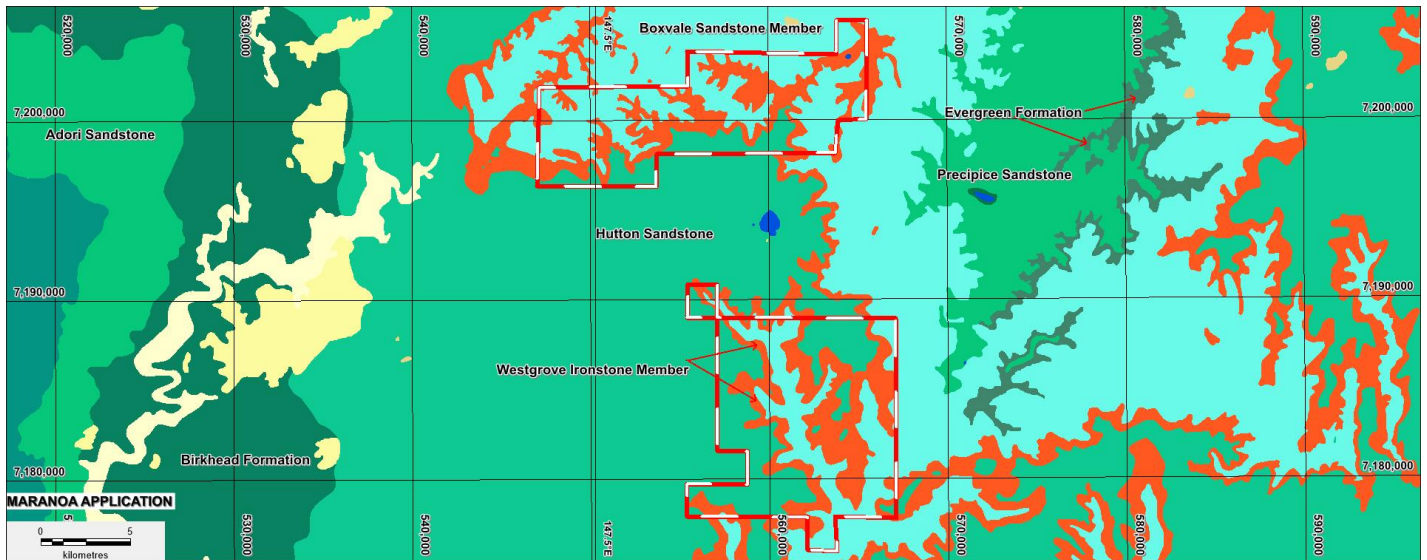 520,000
530,000
540,000
147.5°E
Boxvale Sandstone Member
570,000
580,000
590,000
7,200,000
Adori Sandstone
Evergreen Formation
7,200,000
Precipice Sandstone
Hutton Sandstone
7,190,000
7,190,000
Westgrove Ironstone Member
Birkhead Formation
7,180,000
7,180,000
MARANOA APPLICATION
0 5
kilometres
530,000
540,000
147.5°E
560,000
570,000
580,000
590,000